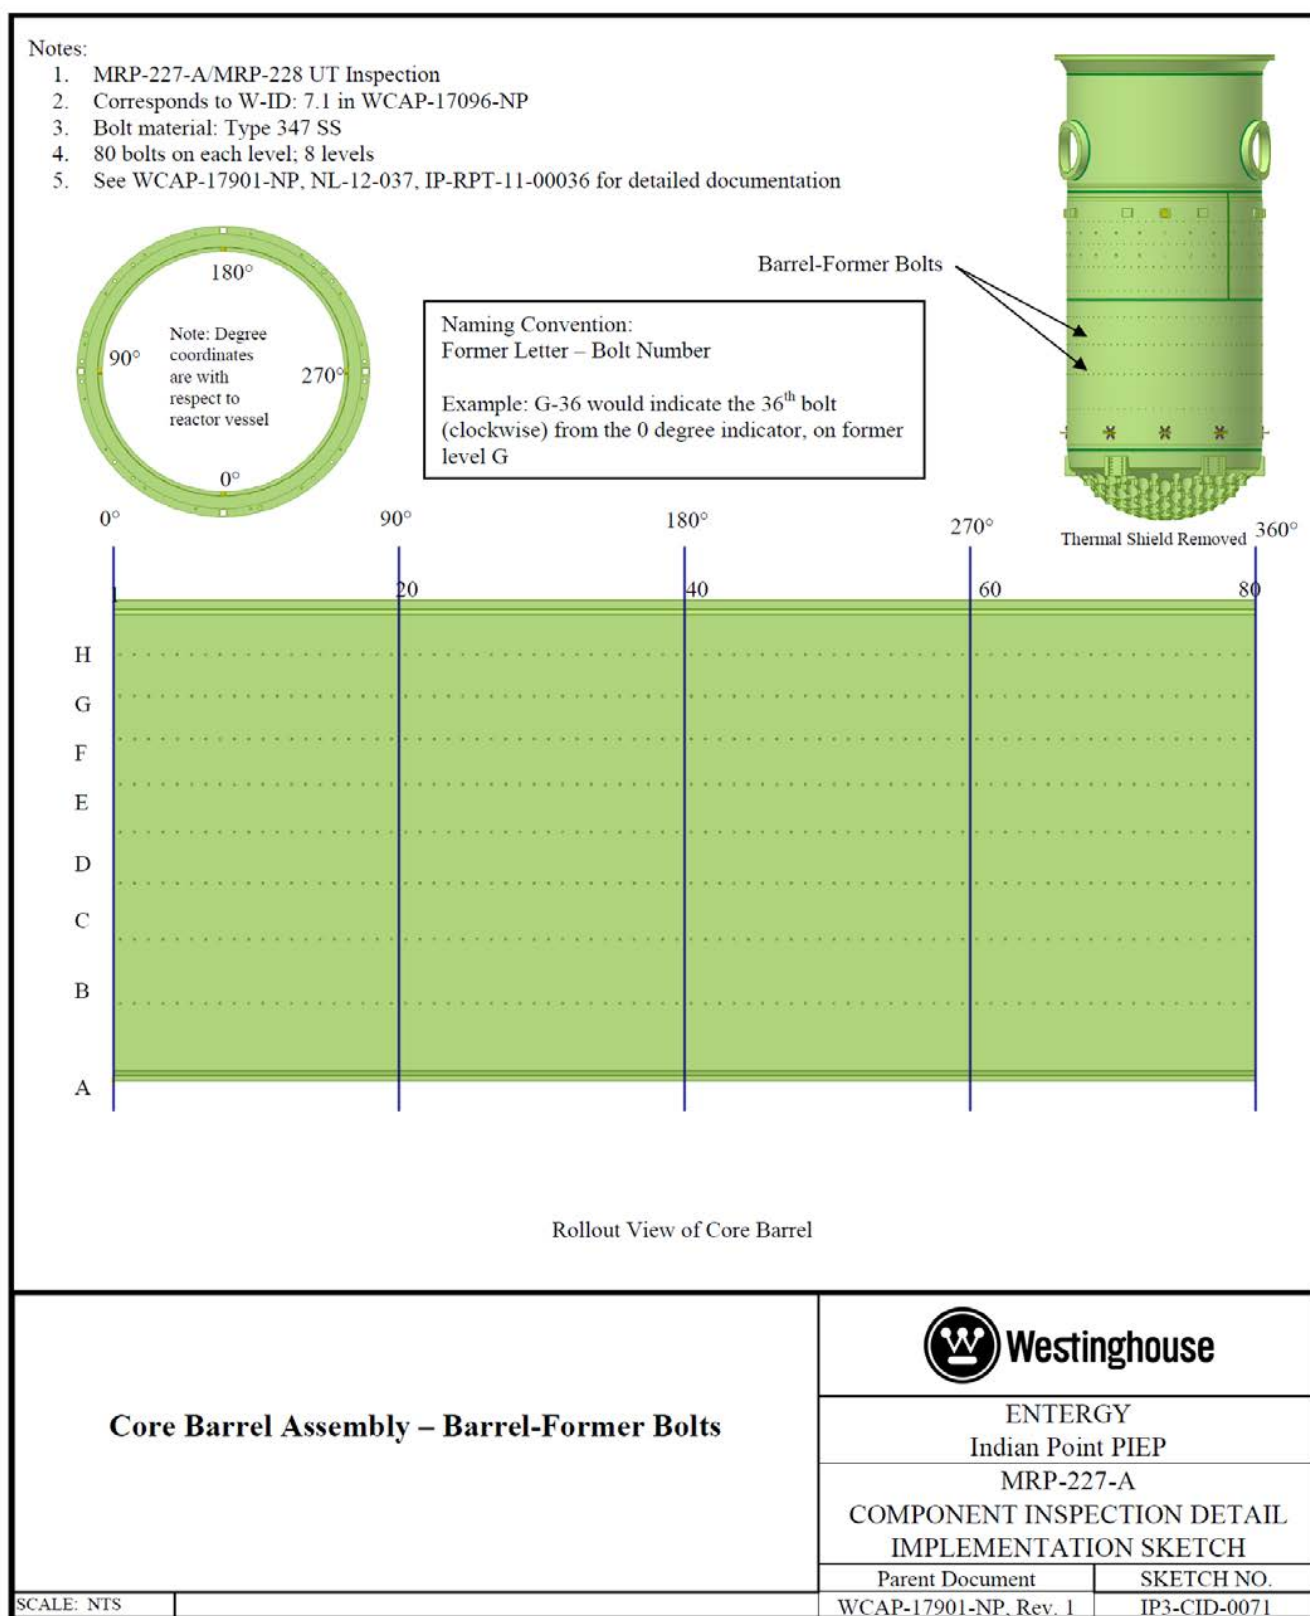 Notes:
1. MRP-227-A/MRP-228 UT Inspection
2. Corresponds to W-ID: 7.1 in WCAP-17096-NP
3. Bolt material: Type 347 SS
4. 80 bolts on each level; 8 levels
5. See WCAP-17901-NP, NL-12-037, IP-RPT-11-00036 for detailed documentation
180°
90°
270°
0°
Note: Degree
coordinates
are with
respect to
reactor vessel
Naming Convention:
Former Letter – Bolt Number
Example: G-36 would indicate the 36th bolt
(clockwise) from the 0 degree indicator, on former
level G
Barrel-Former Bolts
Thermal Shield Removed
0° 90° 180° 270° 360°
1 20 40 60 80
H
G
F
E
D
C
B
A
Rollout View of Core Barrel
Core Barrel Assembly – Barrel-Former Bolts
Westinghouse
ENTERGY
Indian Point PIEP
MRP-227-A
COMPONENT INSPECTION DETAIL
IMPLEMENTATION SKETCH
Parent Document SKETCH NO.
SCALE: NTS WCAP-17901-NP, Rev. 1 IP3-CID-0071